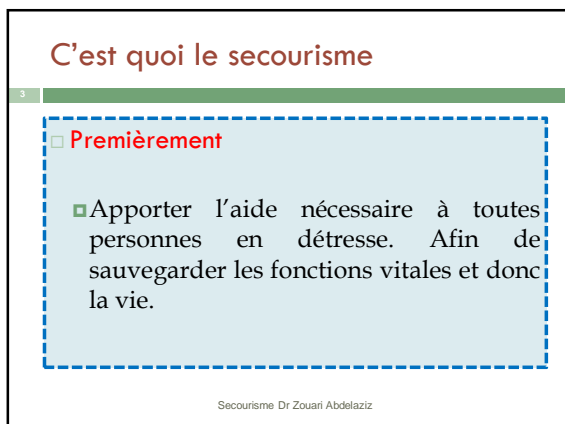 C'est quoi le secourisme
3
Premièrement
Apporter l'aide nécessaire à toutes
personnes en détresse. Afin de
sauvegarder les fonctions vitales et donc
la vie.
Secourisme Dr Zouari Abdelaziz